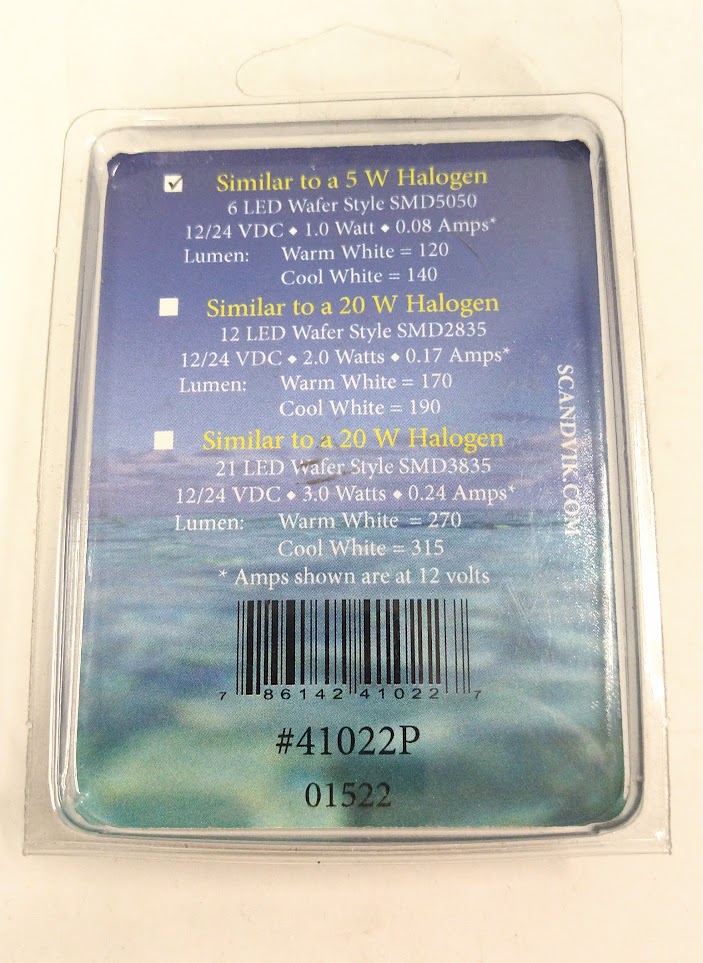 Similar to a 5 W Halogen
6 LED Wafer Style SMD5050
12/24 VDC ◆ 1.0 Watt ◆ 0.08 Amps*
Lumen: Warm White = 120
Cool White = 140
Similar to a 20 W Halogen
12 LED Wafer Style SMD2835
12/24 VDC ◆ 2.0 Watts ◆ 0.17 Amps*
Lumen: Warm White = 170
Cool White = 190
Similar to a 20 W Halogen
21 LED Wafer Style SMD3835
12/24 VDC ◆ 3.0 Watts ◆ 0.24 Amps*
Lumen: Warm White = 270
Cool White = 315
* Amps shown are at 12 volts
SCANDVIK.COM
7 86142 41022 7
#41022P
01522